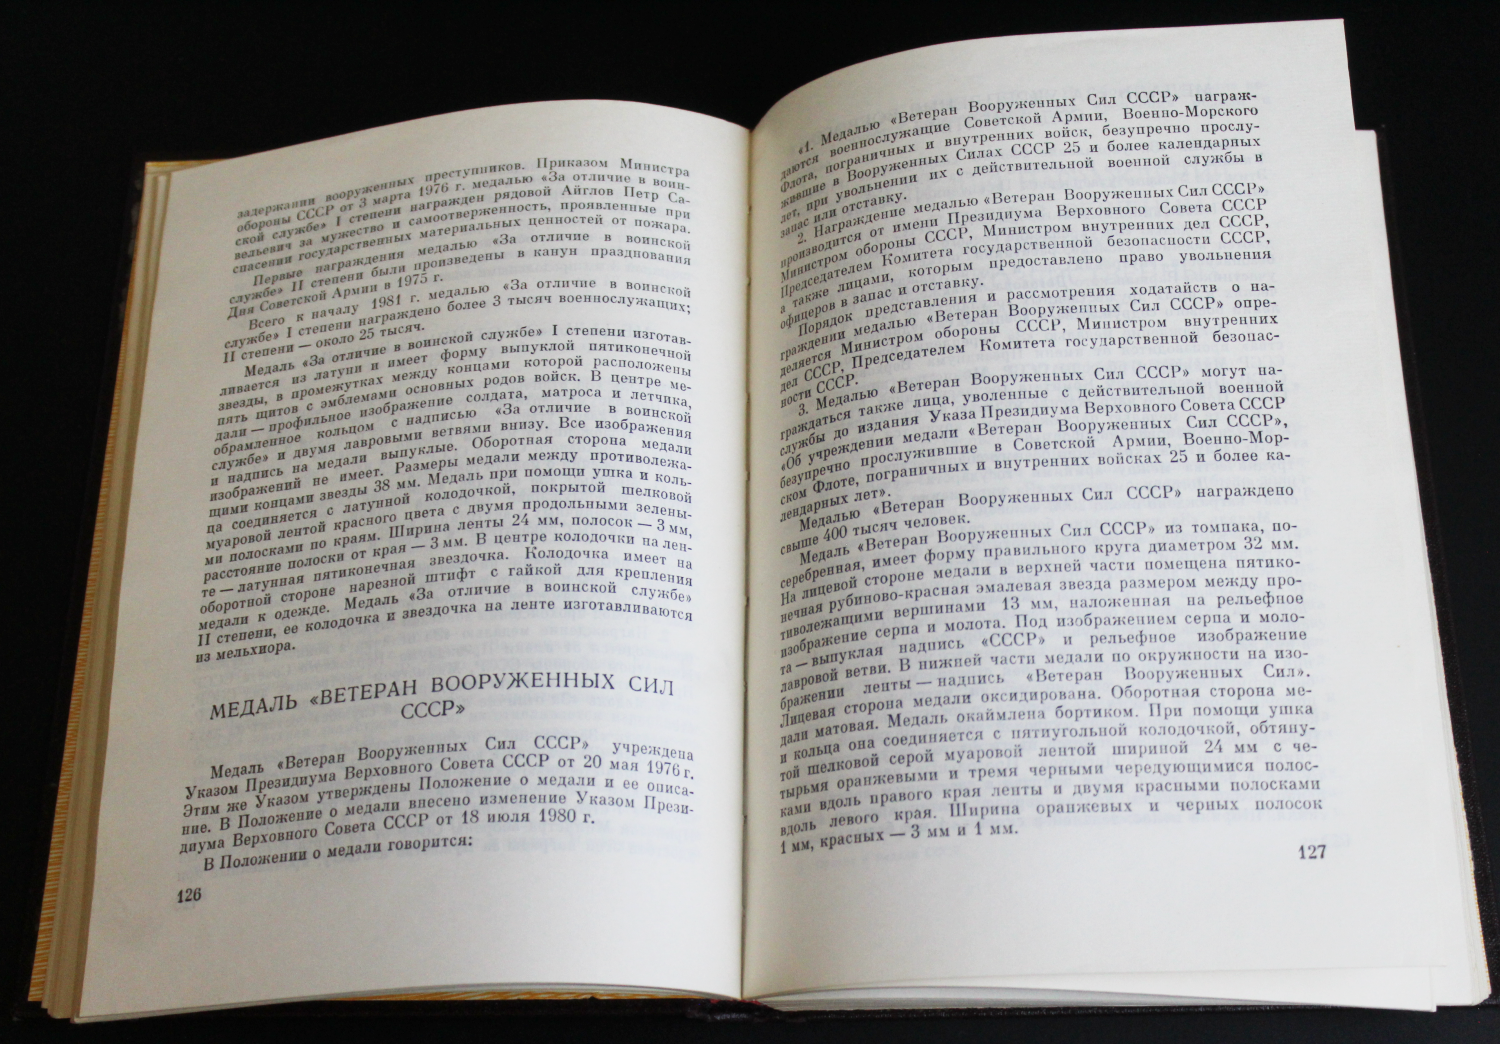 задержании вооруженных преступников. Приказом Министра
обороны СССР от 3 марта 1976 г. медалью «За отличие в воин-
ской службе» I степени награжден рядовой Айглов Петр Са-
вельевич за мужество и самоотверженность, проявленные при
спасении государственных материальных ценностей от пожара.
Первые награждения медалью «За отличие в воинской
службе» II степени были произведены в канун празднования
Дня Советской Армии в 1975 г.
Всего к началу 1981 г. медалью «За отличие в воинской
службе» I степени награждено более 3 тысяч военнослужащих;
II степени — около 25 тысяч.
Медаль «За отличие в воинской службе» I степени изготав-
ливается из латуни и имеет форму выпуклой пятиконечной
звезды, в промежутках между концами которой расположены
пять щитов с эмблемами основных родов войск. В центре ме-
дали — профильное изображение солдата, матроса и летчика,
обрамленное кольцом с надписью «За отличие в воинской
службе» и двумя лавровыми ветвями внизу. Все изображения
и надпись на медали выпуклые. Оборотная сторона медали
изображений не имеет. Размеры медали между противолежа-
щими концами звезды 38 мм. Медаль при помощи ушка и коль-
ца соединяется с латунной колодочкой, покрытой шелковой
муаровой лентой красного цвета с двумя продольными зелены-
ми полосками по краям. Ширина ленты 24 мм, полосок — 3 мм,
расстояние полоски от края — 3 мм. В центре колодочки на лен-
те — латунная пятиконечная звездочка. Колодочка имеет на
оборотной стороне нарезной штифт с гайкой для крепления
медали к одежде. Медаль «За отличие в воинской службе»
II степени, ее колодочка и звездочка на ленте изготавливаются
из мельхиора.
МЕДАЛЬ «ВЕТЕРАН ВООРУЖЕННЫХ СИЛ
СССР»
Медаль «Ветеран Вооруженных Сил СССР» учреждена
Указом Президиума Верховного Совета СССР от 20 мая 1976 г.
Этим же Указом утверждены Положение о медали и ее описа-
ние. В Положение о медали внесено изменение Указом Прези-
диума Верховного Совета СССР от 18 июля 1980 г.
В Положении о медали говорится:
126
«1. Медалью «Ветеран Вооруженных Сил СССР» награж-
даются военнослужащие Советской Армии, Военно-Морского
Флота, пограничных и внутренних войск, безупречно прослу-
жившие в Вооруженных Силах СССР 25 и более календарных
лет, при увольнении их с действительной военной службы в
запас или отставку.
2. Награждение медалью «Ветеран Вооруженных Сил СССР»
производится от имени Президиума Верховного Совета СССР
Министром обороны СССР, Министром внутренних дел СССР,
Председателем Комитета государственной безопасности СССР,
а также лицами, которым предоставлено право увольнения
офицеров в запас и отставку.
Порядок представления и рассмотрения ходатайств о на-
граждении медалью «Ветеран Вооруженных Сил СССР» опре-
деляется Министром обороны СССР, Министром внутренних
дел СССР, Председателем Комитета государственной безопас-
ности СССР.
3. Медалью «Ветеран Вооруженных Сил СССР» могут на-
граждаться также лица, уволенные с действительной военной
службы до издания Указа Президиума Верховного Совета СССР
«Об учреждении медали «Ветеран Вооруженных Сил СССР»,
безупречно прослужившие в Советской Армии, Военно-Мор-
ском Флоте, пограничных и внутренних войсках 25 и более ка-
лендарных лет».
Медалью «Ветеран Вооруженных Сил СССР» награждено
свыше 400 тысяч человек.
Медаль «Ветеран Вооруженных Сил СССР» из томпака, по-
серебренная, имеет форму правильного круга диаметром 32 мм.
На лицевой стороне медали в верхней части помещена пятико-
нечная рубиново-красная эмалевая звезда размером между про-
тиволежащими вершинами 13 мм, наложенная на рельефное
изображение серпа и молота. Под изображением серпа и моло-
та — выпуклая надпись «СССР» и рельефное изображение
лавровой ветви. В нижней части медали по окружности на изо-
бражении ленты — надпись «Ветеран Вооруженных Сил».
Лицевая сторона медали оксидирована. Оборотная сторона ме-
дали матовая. Медаль окаймлена бортиком. При помощи ушка
и кольца она соединяется с пятиугольной колодочкой, обтяну-
той шелковой серой муаровой лентой шириной 24 мм с че-
тырьмя оранжевыми и тремя черными чередующимися полос-
ками вдоль правого края ленты и двумя красными полосками
вдоль левого края. Ширина оранжевых и черных полосок
1 мм, красных — 3 мм и 1 мм.
127